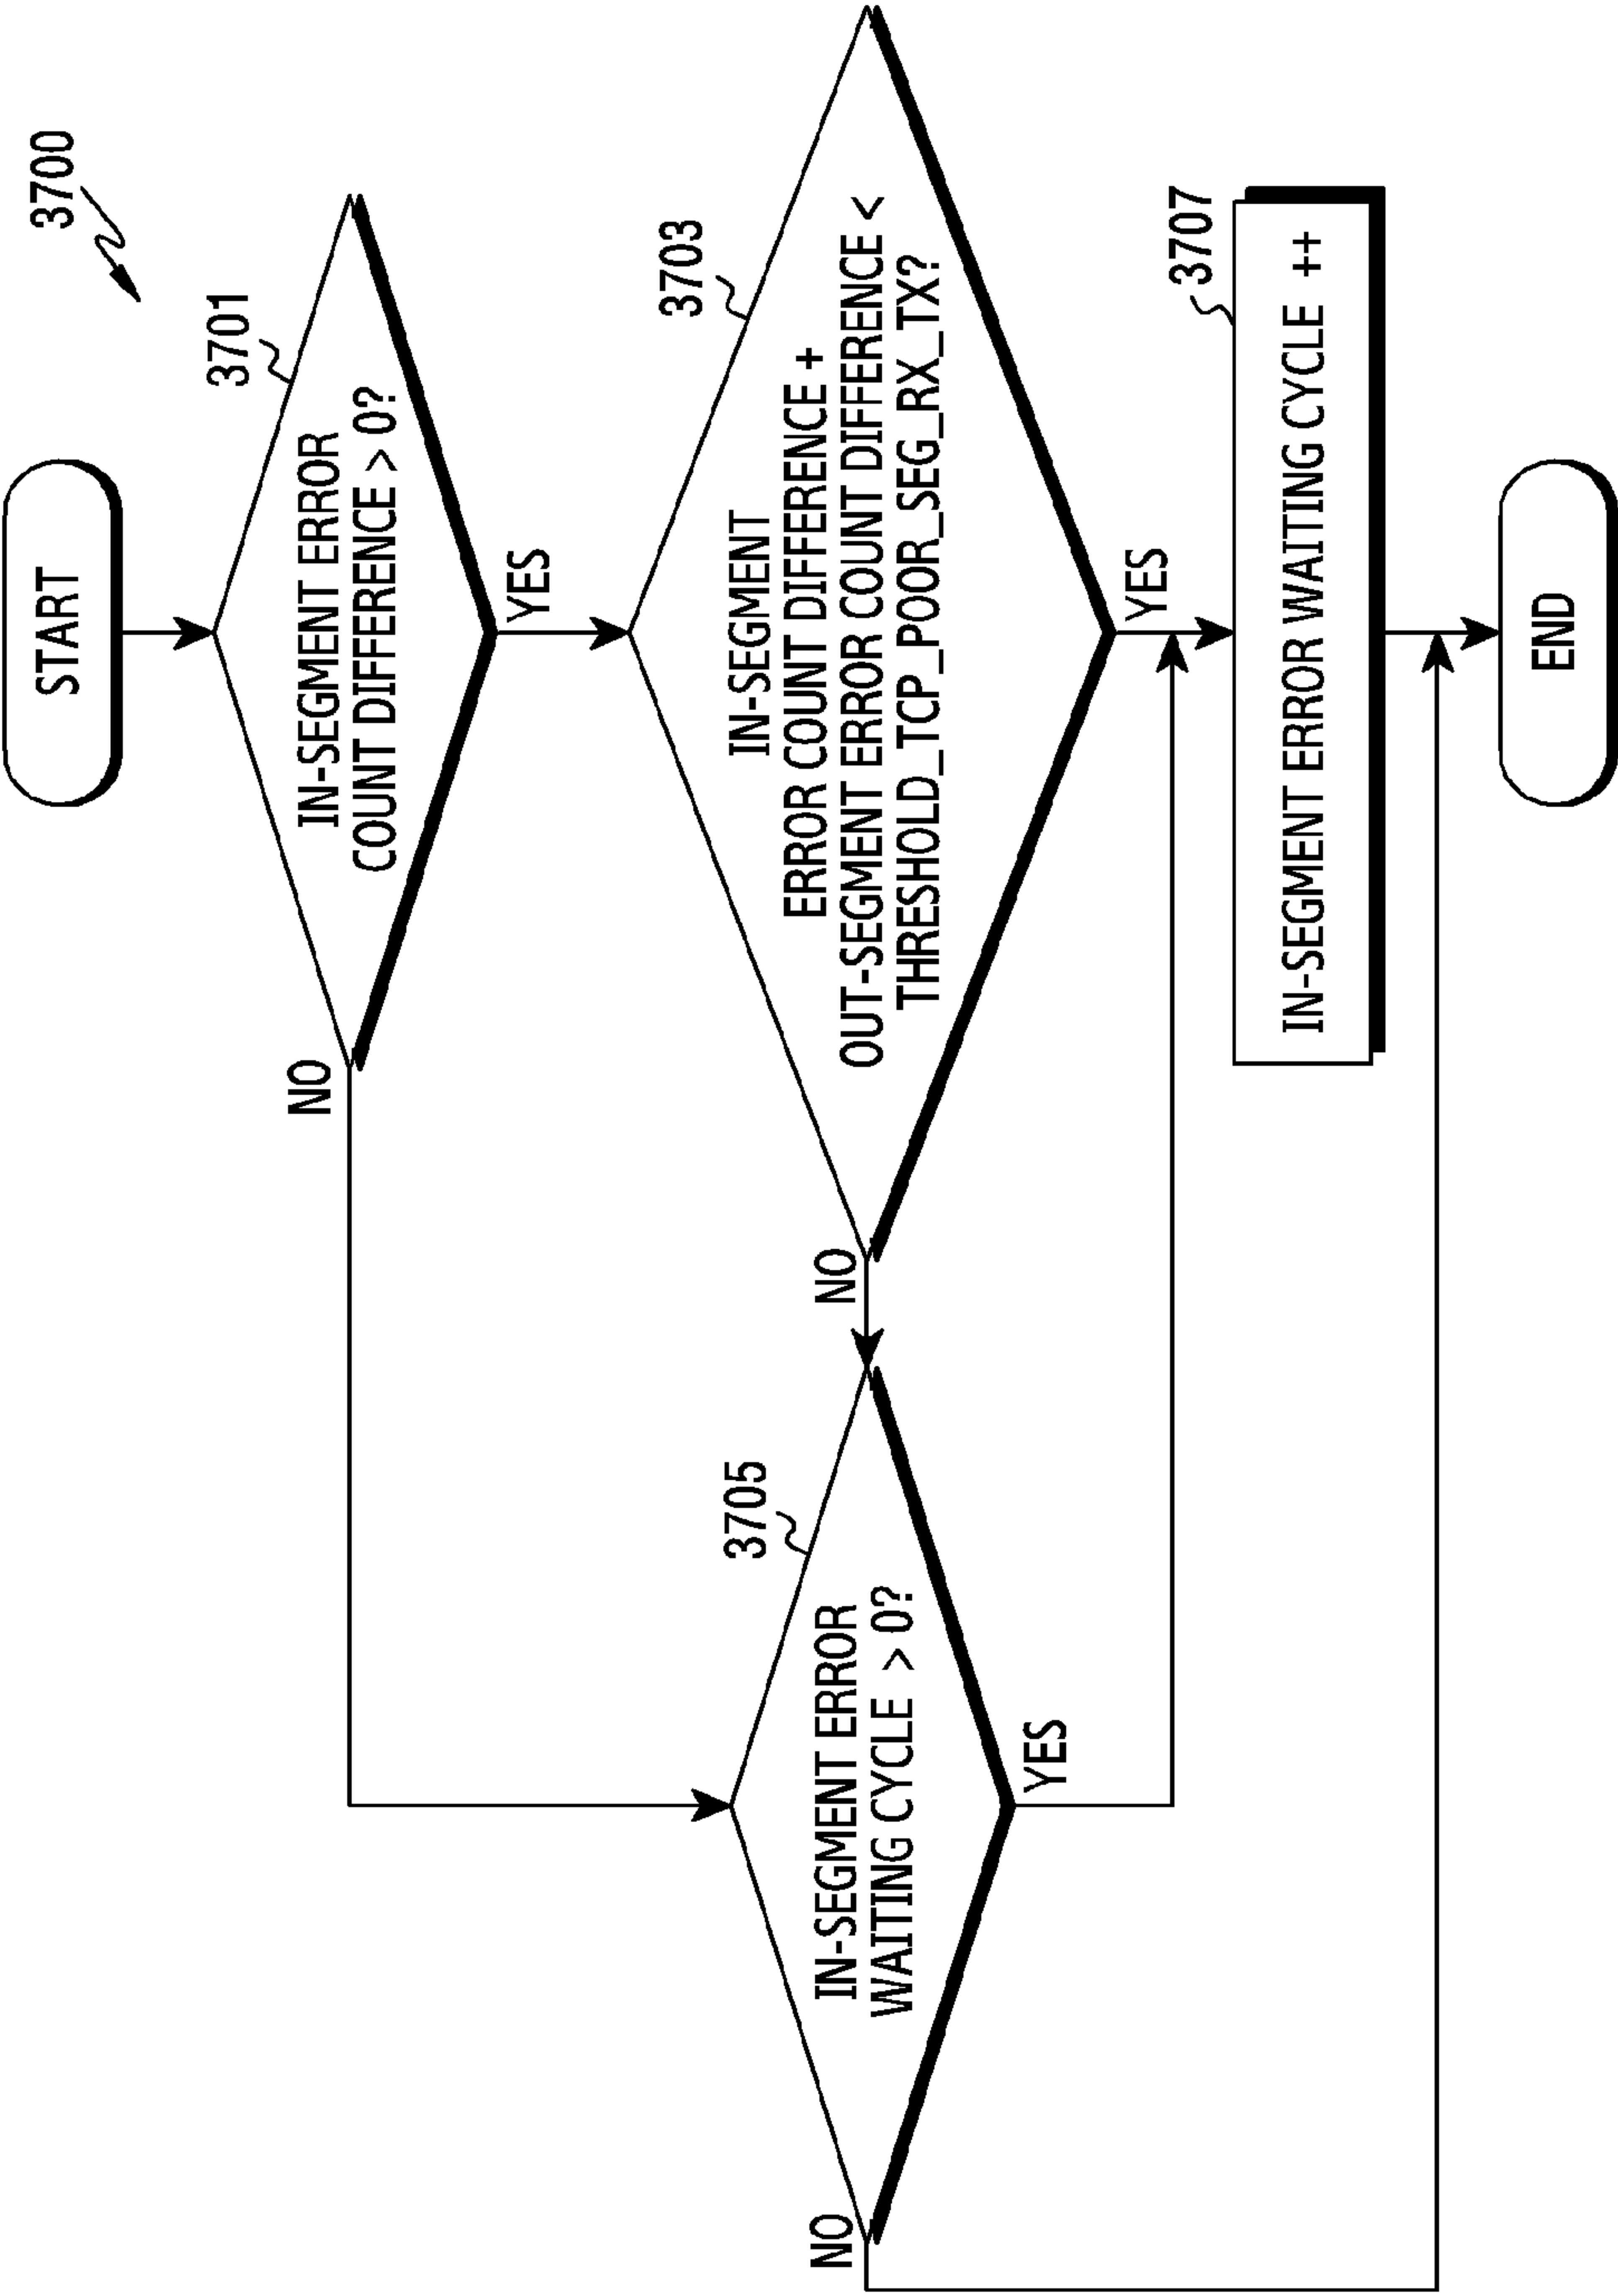 3700
START
3701
IN-SEGMENT ERROR
COUNT DIFFERENCE > 0?
NO
YES
3703
IN-SEGMENT
ERROR COUNT DIFFERENCE +
OUT-SEGMENT ERROR COUNT DIFFERENCE <
THRESHOLD_TCP_POOR_SEG_RX_TX?
NO
YES
3705
IN-SEGMENT ERROR
WAITING CYCLE > 0?
NO
YES
3707
IN-SEGMENT ERROR WAITING CYCLE ++
END